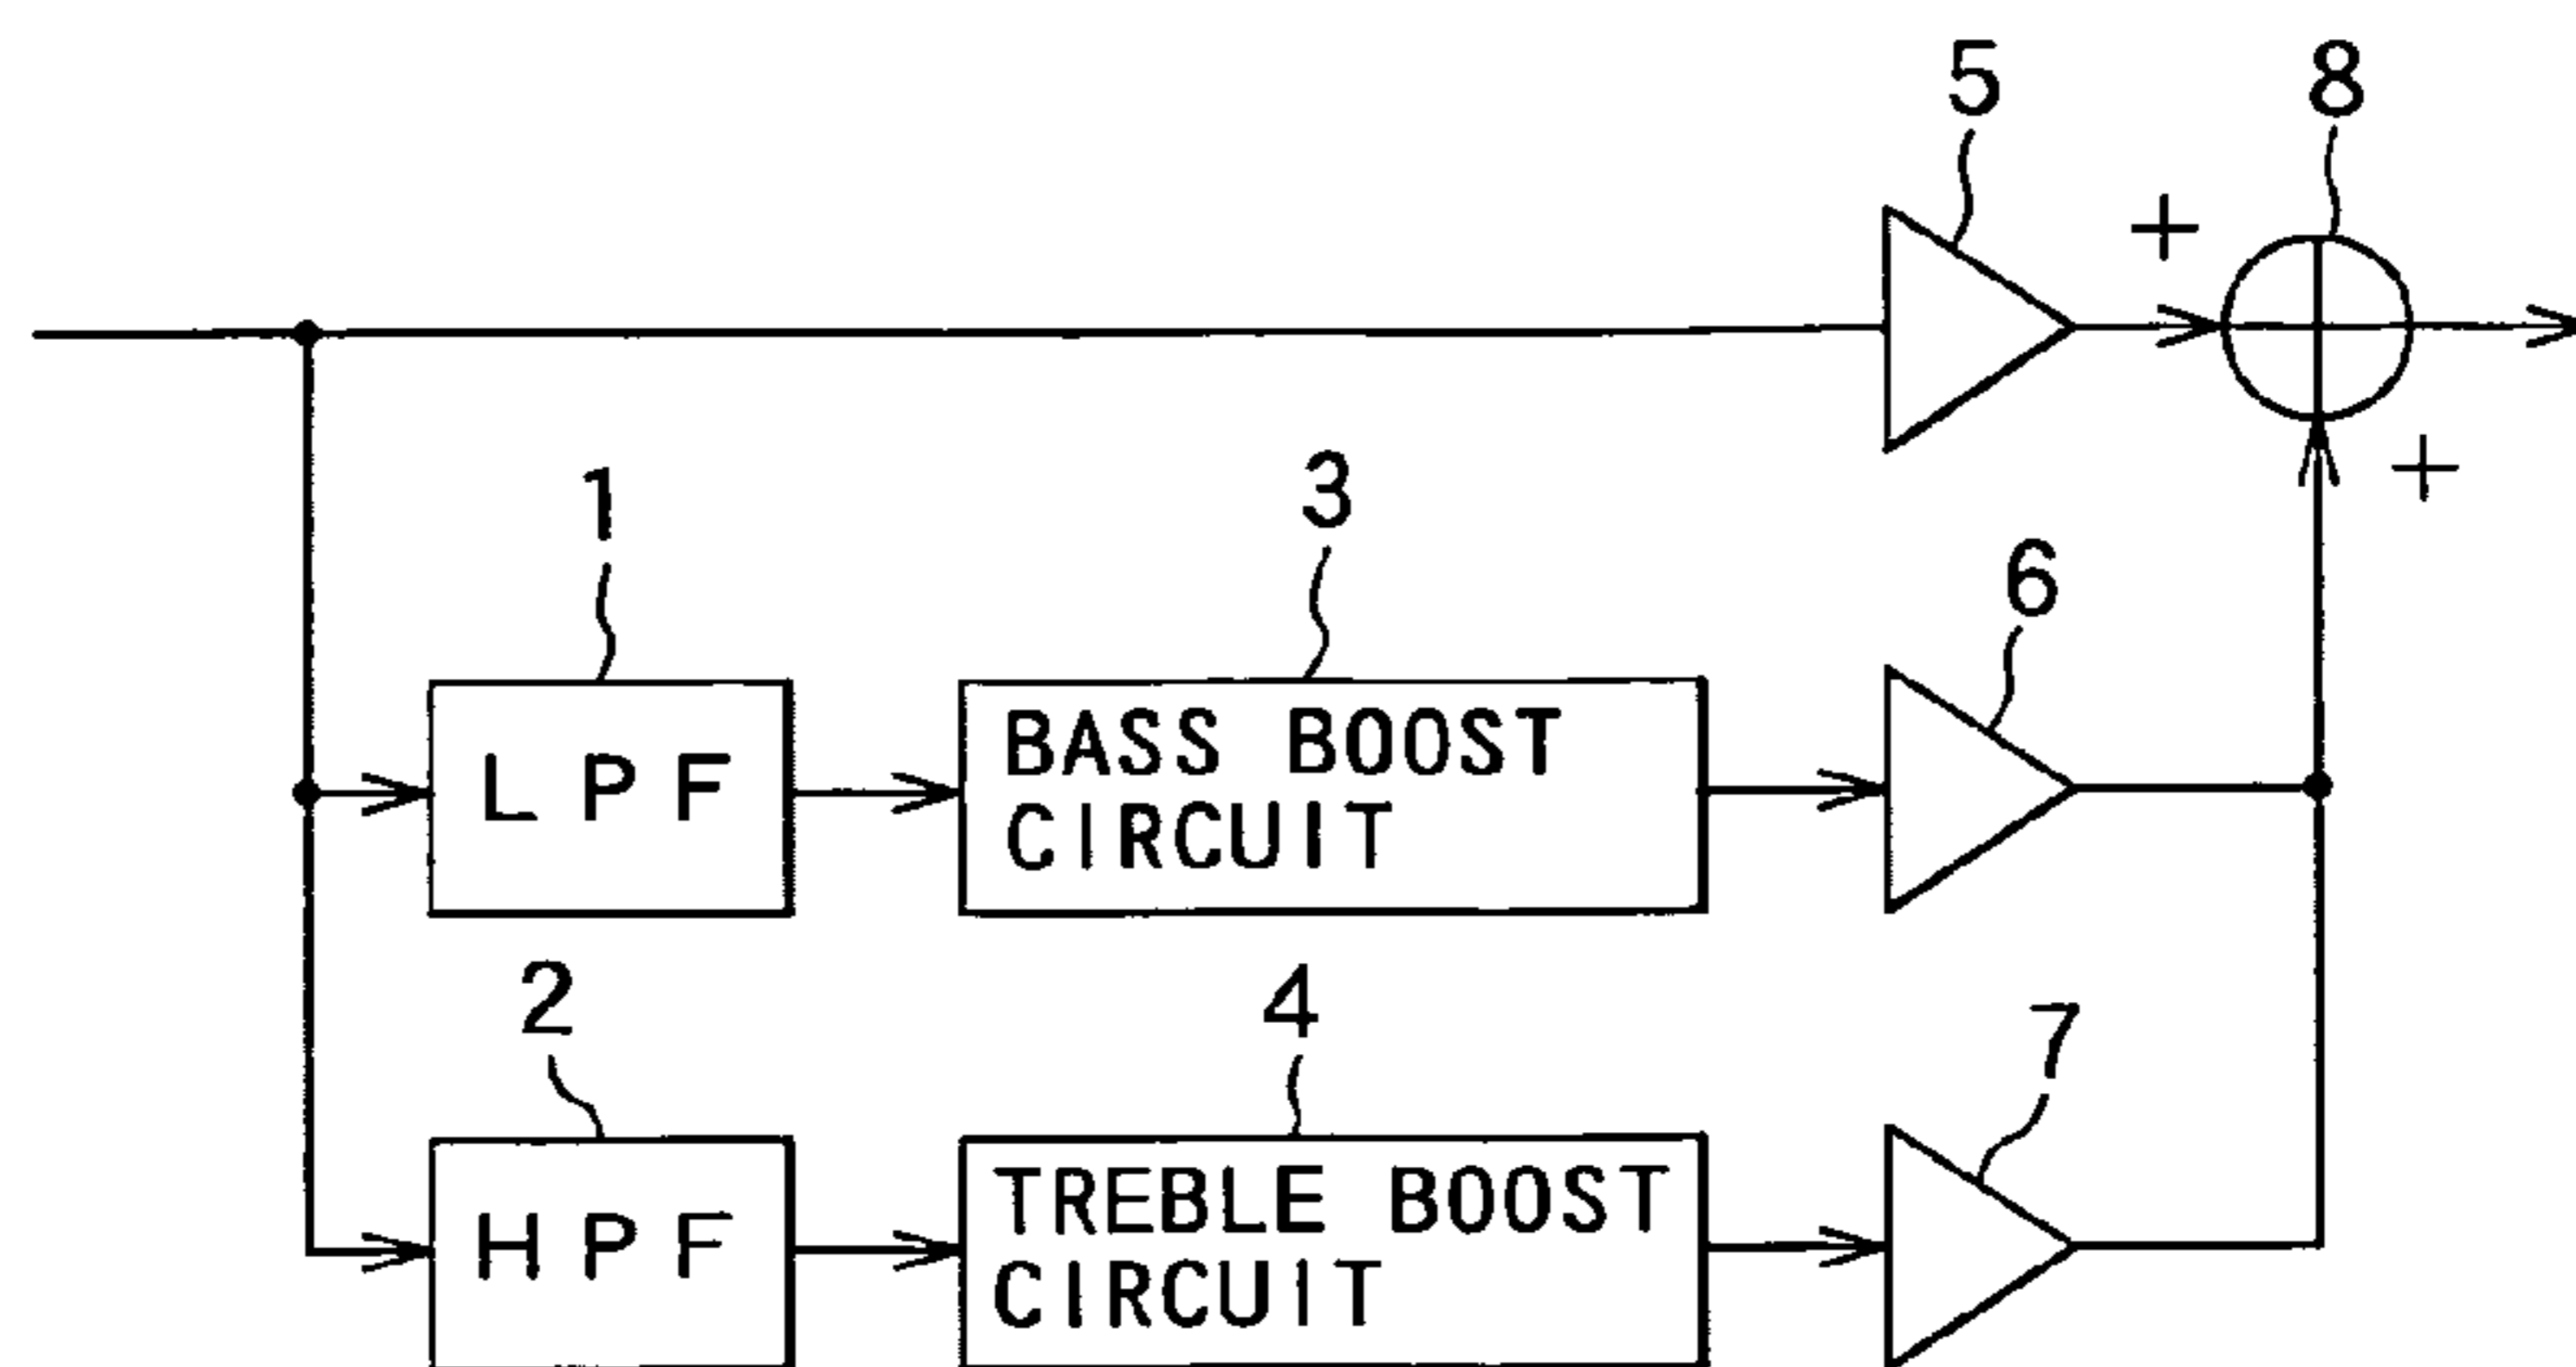 5
8
+
1
3
+
6
LPF
BASS BOOST
CIRCUIT
2
4
7
HPF
TREBLE BOOST
CIRCUIT